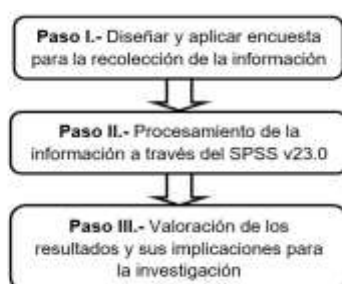 Paso I.- Diseñar y aplicar encuesta
para la recolección de la información
Paso II.- Procesamiento de la
información a través del SPSS v23.0
Paso III.- Valoración de los
resultados y sus implicaciones para
la investigación